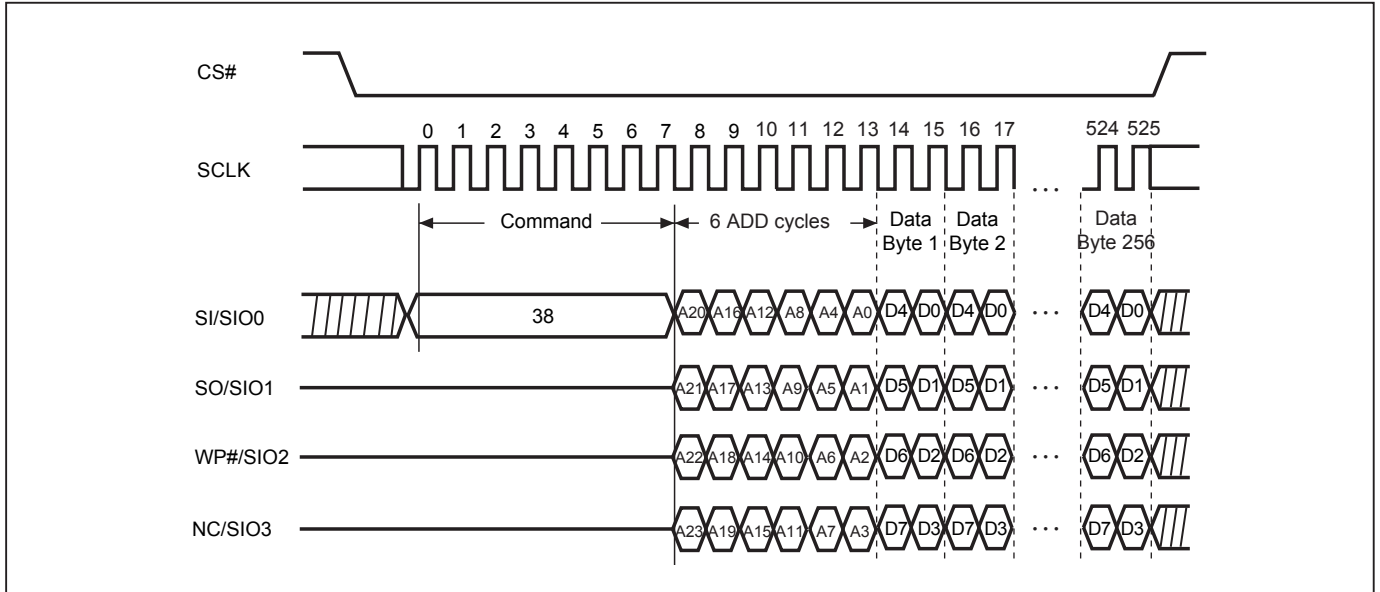 CS#
0 1 2 3 4 5 6 7 8 9 10 11 12 13 14 15 16 17 524 525
SCLK
...
Command 6 ADD cycles Data Data Data
Byte 1 Byte 2 Byte 256
SI/SIO0 38 A20 A16 A12 A8 A4 A0 D4 D0 D4 D0 ... D4 D0
SO/SIO1 A21 A17 A13 A9 A5 A1 D5 D1 D5 D1 ... D5 D1
WP#/SIO2 A22 A18 A14 A10 A6 A2 D6 D2 D6 D2 ... D6 D2
NC/SIO3 A23 A19 A15 A11 A7 A3 D7 D3 D7 D3 ... D7 D3